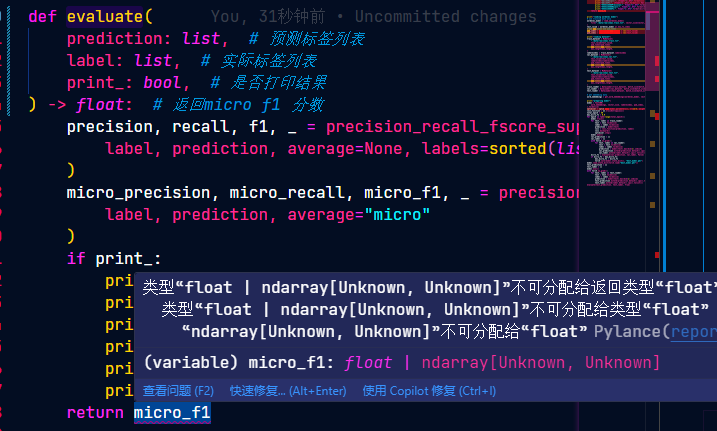 def evaluate(    You, 31秒钟前 • Uncommitted changes
prediction: list,  # 预测标签列表
label: list,  # 实际标签列表
print_: bool,  # 是否打印结果
) -> float:  # 返回micro f1 分数
precision, recall, f1, _ = precision_recall_fscore_sup
label, prediction, average=None, labels=sorted(lis
)
micro_precision, micro_recall, micro_f1, _ = precision
label, prediction, average="micro"
)
if print_:
pri
类型“float | ndarray[Unknown, Unknown]”不可分配给返回类型“float”
pri
类型“float | ndarray[Unknown, Unknown]”不可分配给类型“float”
pri
“ndarray[Unknown, Unknown]”不可分配给“float” Pylance(repor
pri
(variable) micro_f1: float | ndarray[Unknown, Unknown]
pri
查看问题 (F2)  快速修复... (Alt+Enter)  使用 Copilot 修复 (Ctrl+I)
pri
return micro_f1